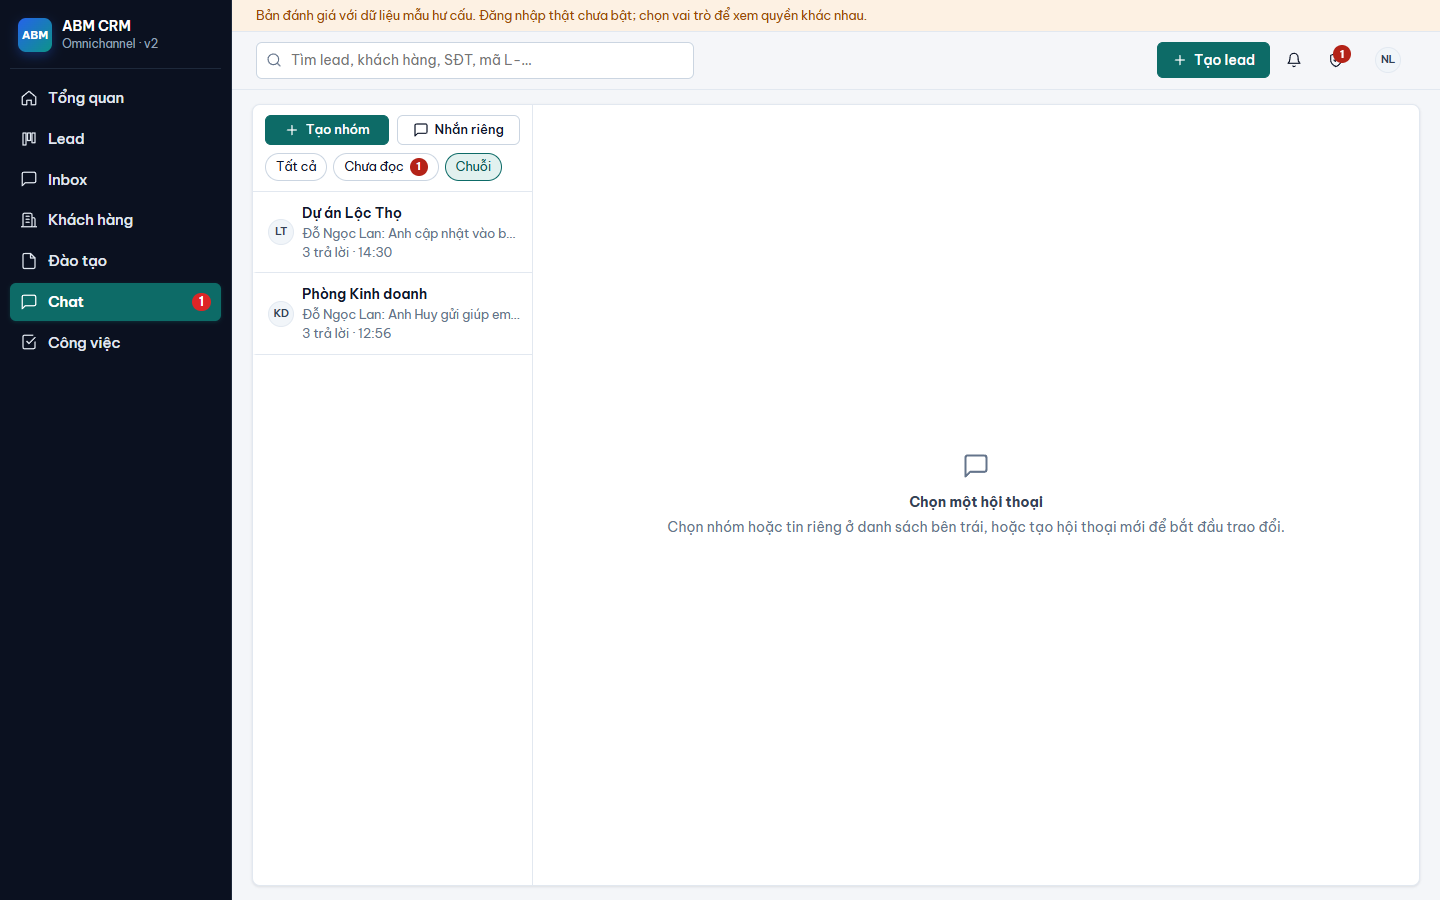 ABM
ABM CRM
Omnichannel · v2
Tổng quan
Lead
Inbox
Khách hàng
Đào tạo
Chat 1
Công việc
Bản đánh giá với dữ liệu mẫu hư cấu. Đăng nhập thật chưa bật; chọn vai trò để xem quyền khác nhau.
Tìm lead, khách hàng, SĐT, mã L-...
Tạo lead
1
NL
Tạo nhóm
Nhắn riêng
Tất cả
Chưa đọc 1
Chuỗi
LT
Dự án Lộc Thọ
Đỗ Ngọc Lan: Anh cập nhật vào b...
3 trả lời · 14:30
KD
Phòng Kinh doanh
Đỗ Ngọc Lan: Anh Huy gửi giúp em...
3 trả lời · 12:56
Chọn một hội thoại
Chọn nhóm hoặc tin riêng ở danh sách bên trái, hoặc tạo hội thoại mới để bắt đầu trao đổi.